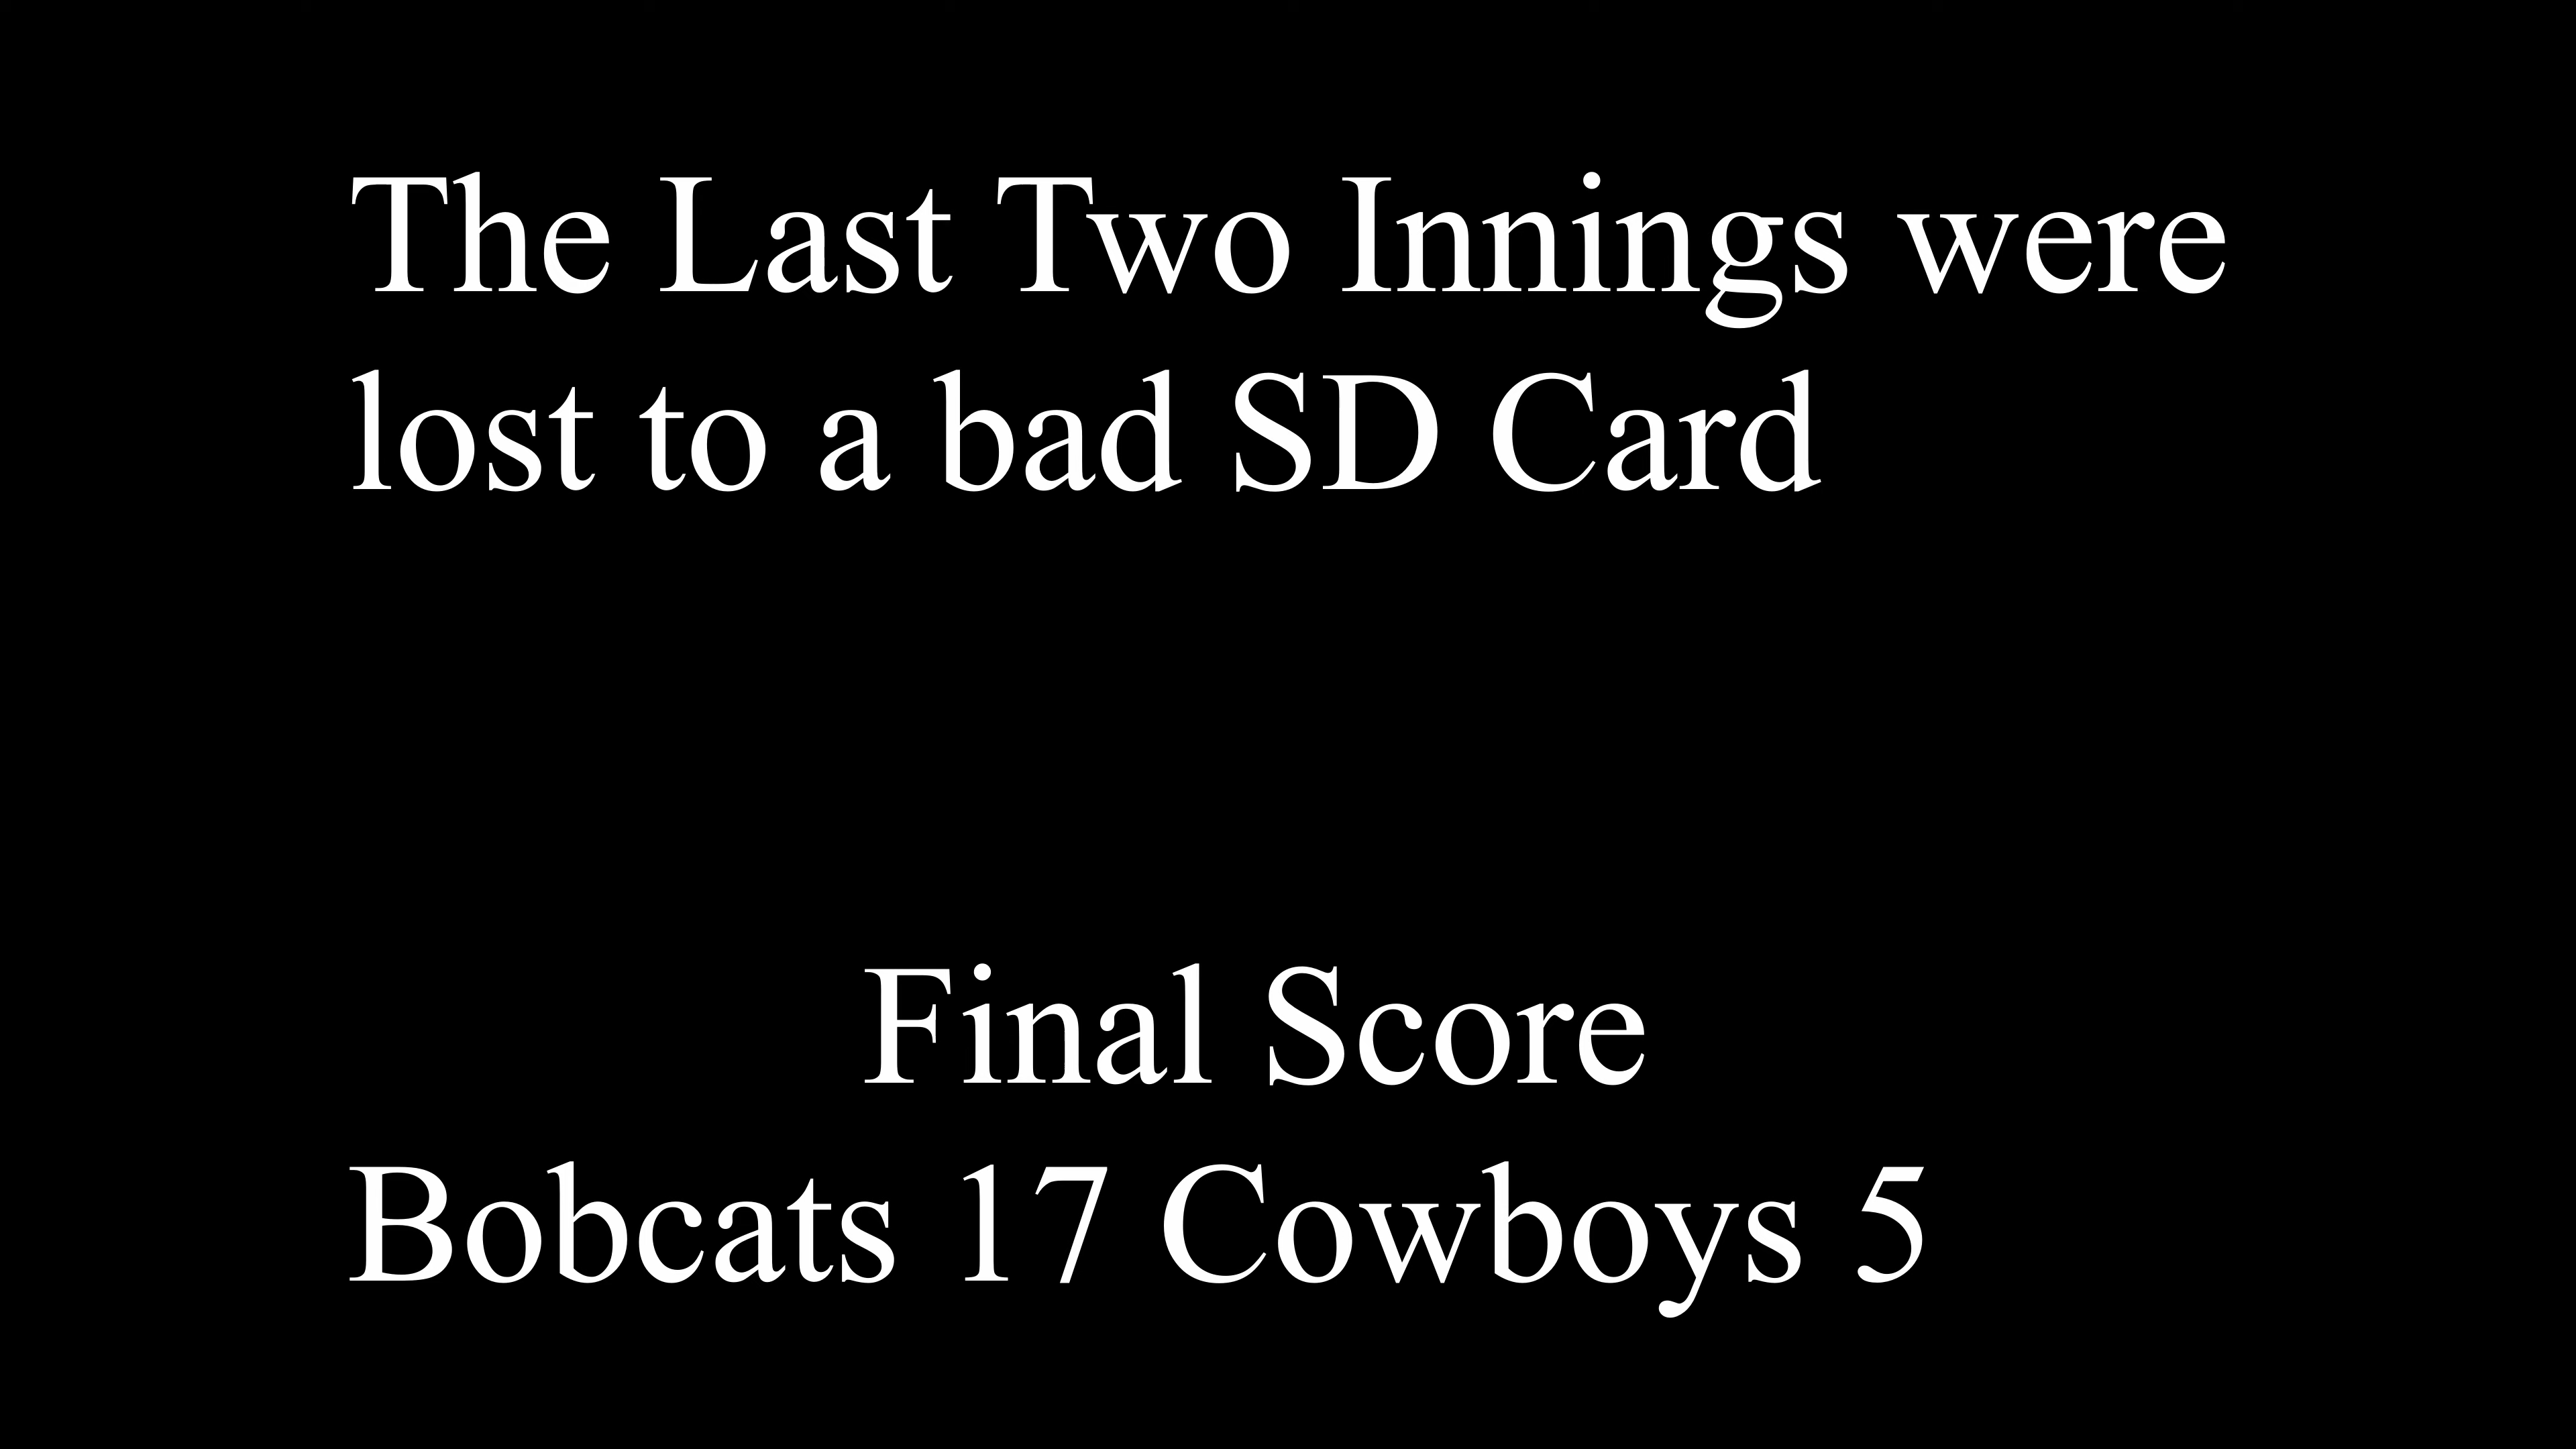 The Last Two Innings were
lost to a bad SD Card
Final Score
Bobcats 17 Cowboys 5